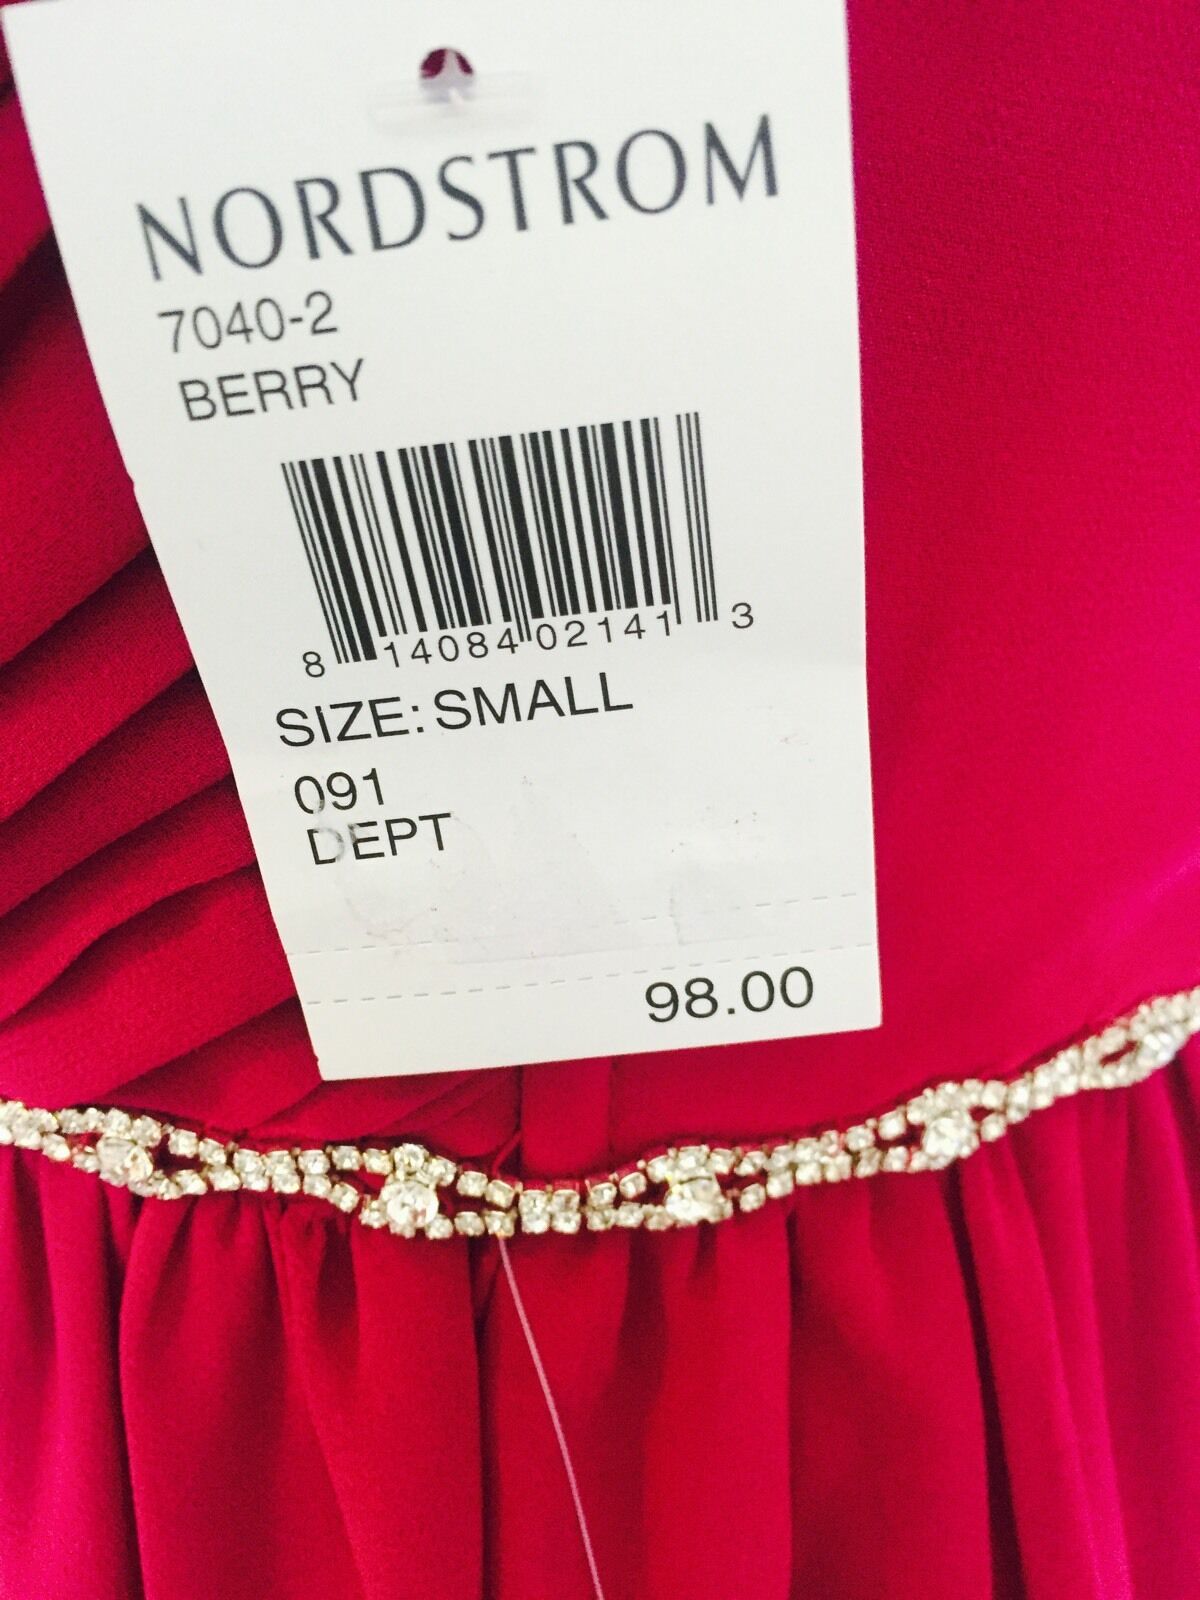 NORDSTROM
7040-2
BERRY
8 14084 02141 3
SIZE: SMALL
091
DEPT
98.00